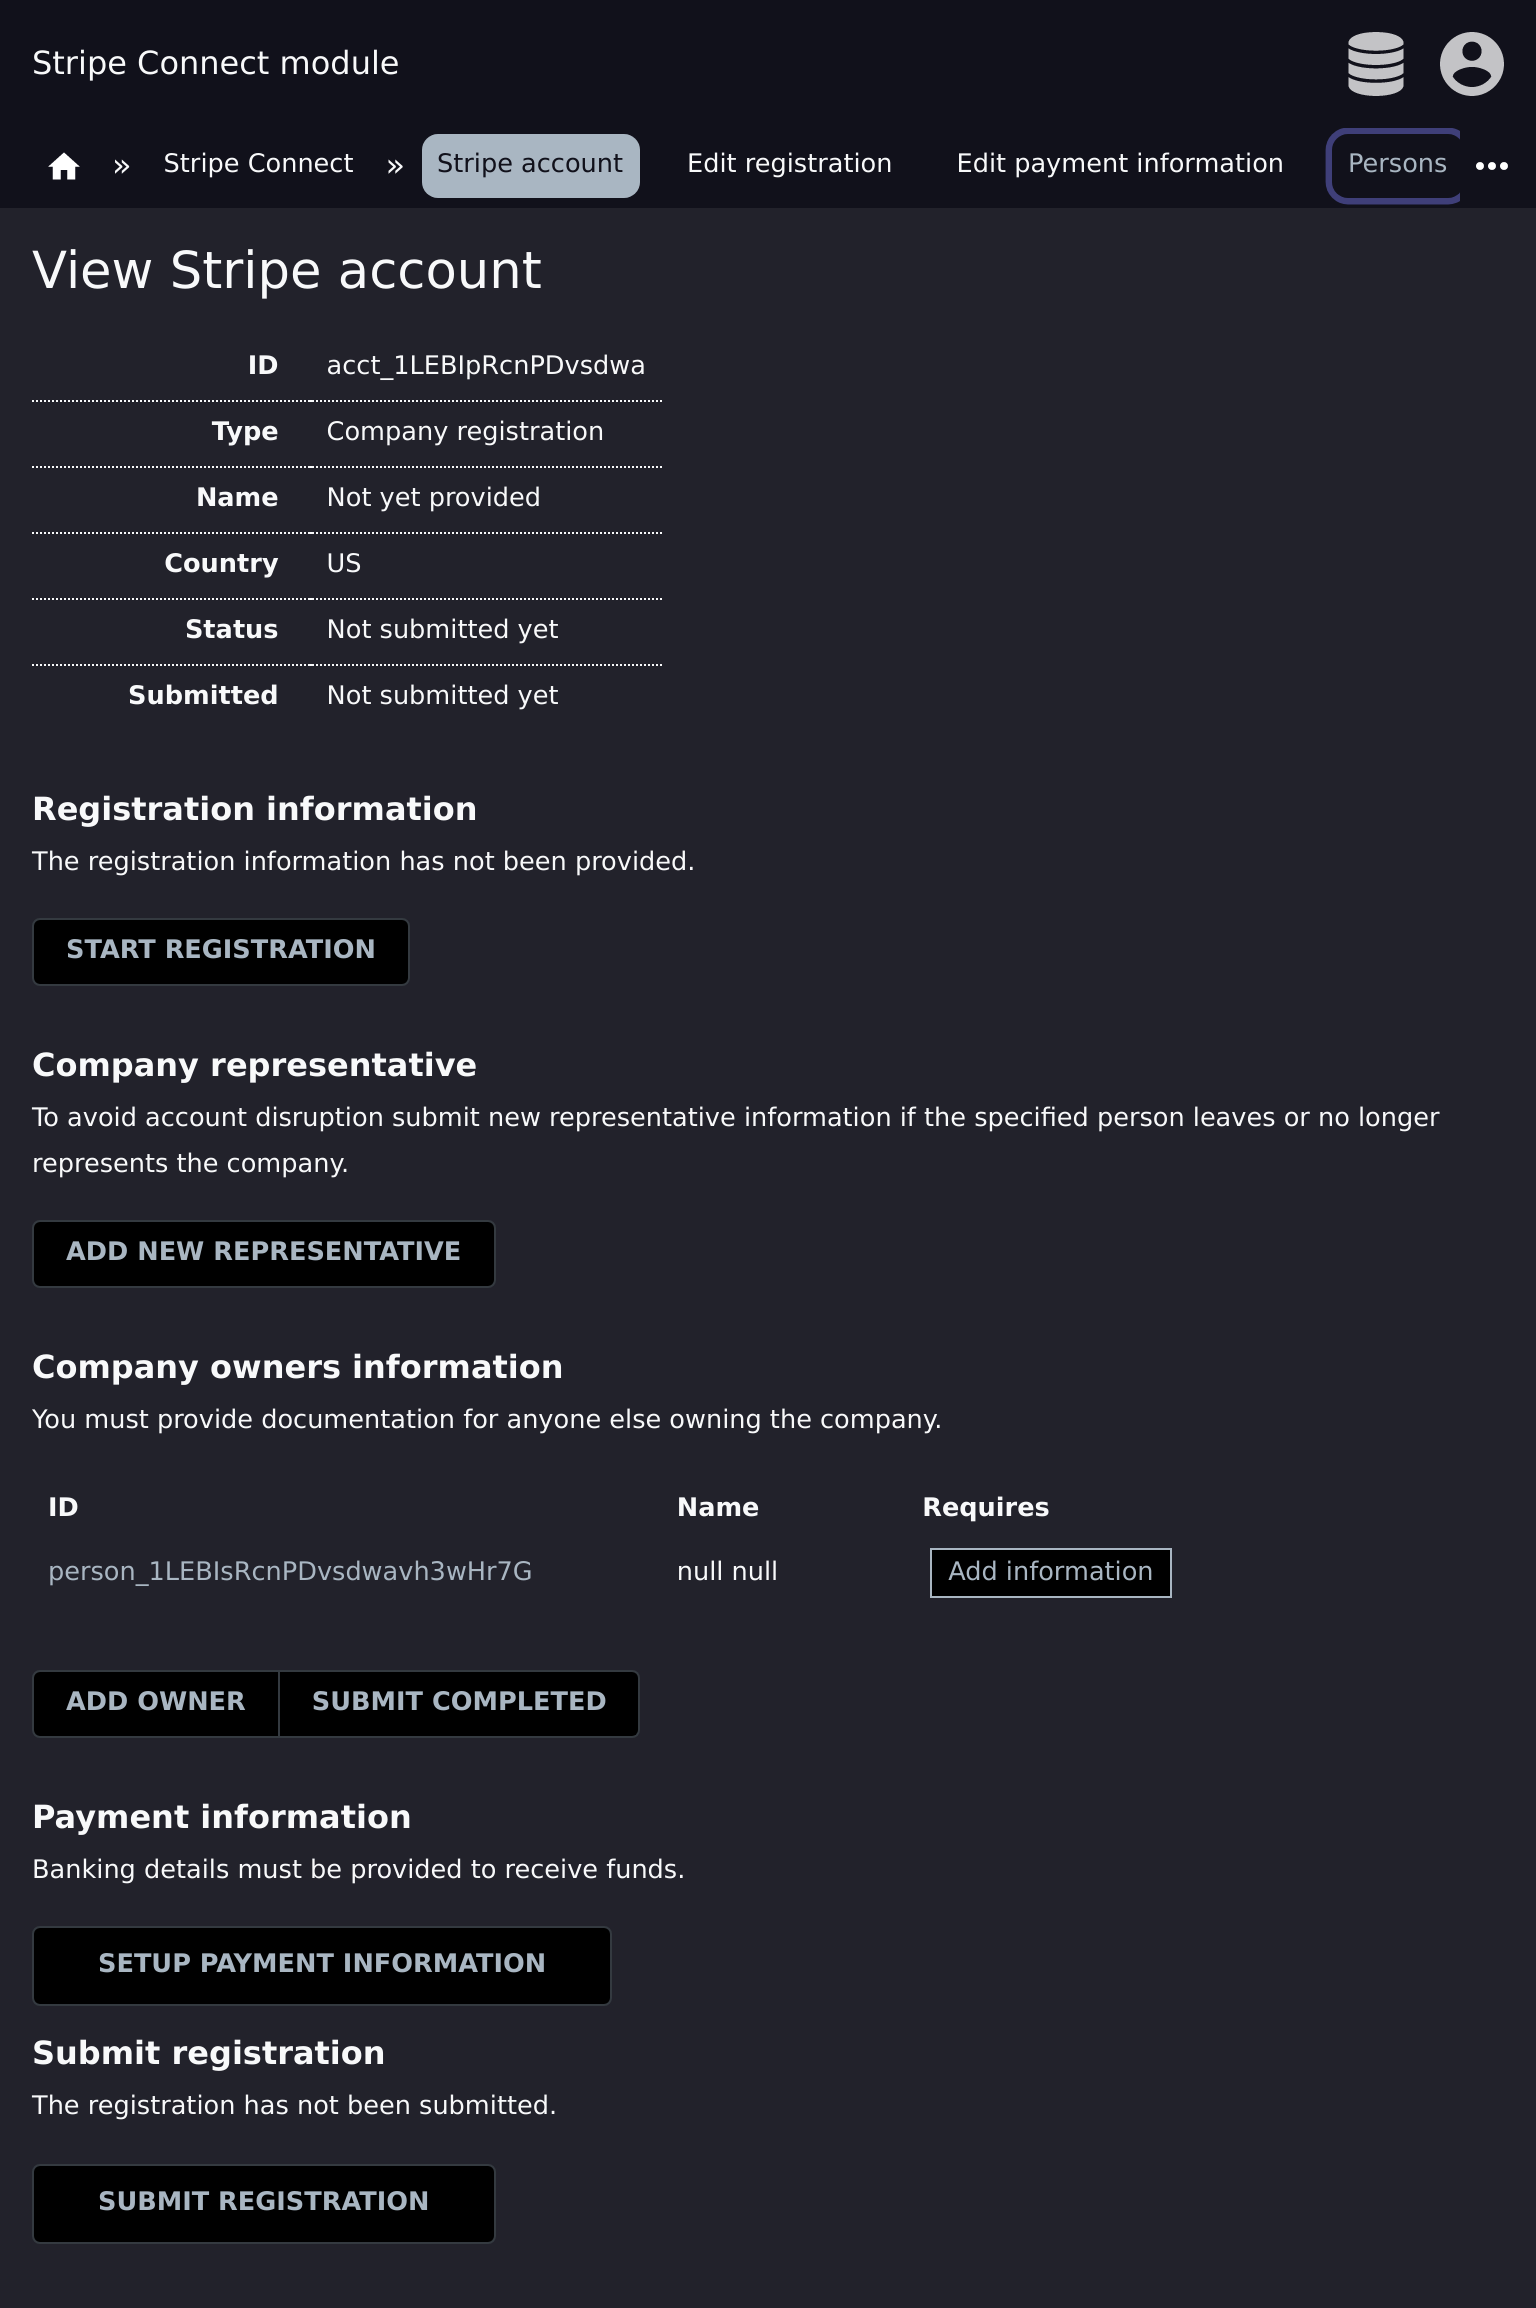 Stripe Connect module
» Stripe Connect » Stripe account Edit registration Edit payment information Persons •••
View Stripe account
ID acct_1LEBIpRcnPDvsdwa
Type Company registration
Name Not yet provided
Country US
Status Not submitted yet
Submitted Not submitted yet
Registration information
The registration information has not been provided.
START REGISTRATION
Company representative
To avoid account disruption submit new representative information if the specified person leaves or no longer
represents the company.
ADD NEW REPRESENTATIVE
Company owners information
You must provide documentation for anyone else owning the company.
ID Name Requires
person_1LEBIsRcnPDvsdwavh3wHr7G null null Add information
ADD OWNER SUBMIT COMPLETED
Payment information
Banking details must be provided to receive funds.
SETUP PAYMENT INFORMATION
Submit registration
The registration has not been submitted.
SUBMIT REGISTRATION